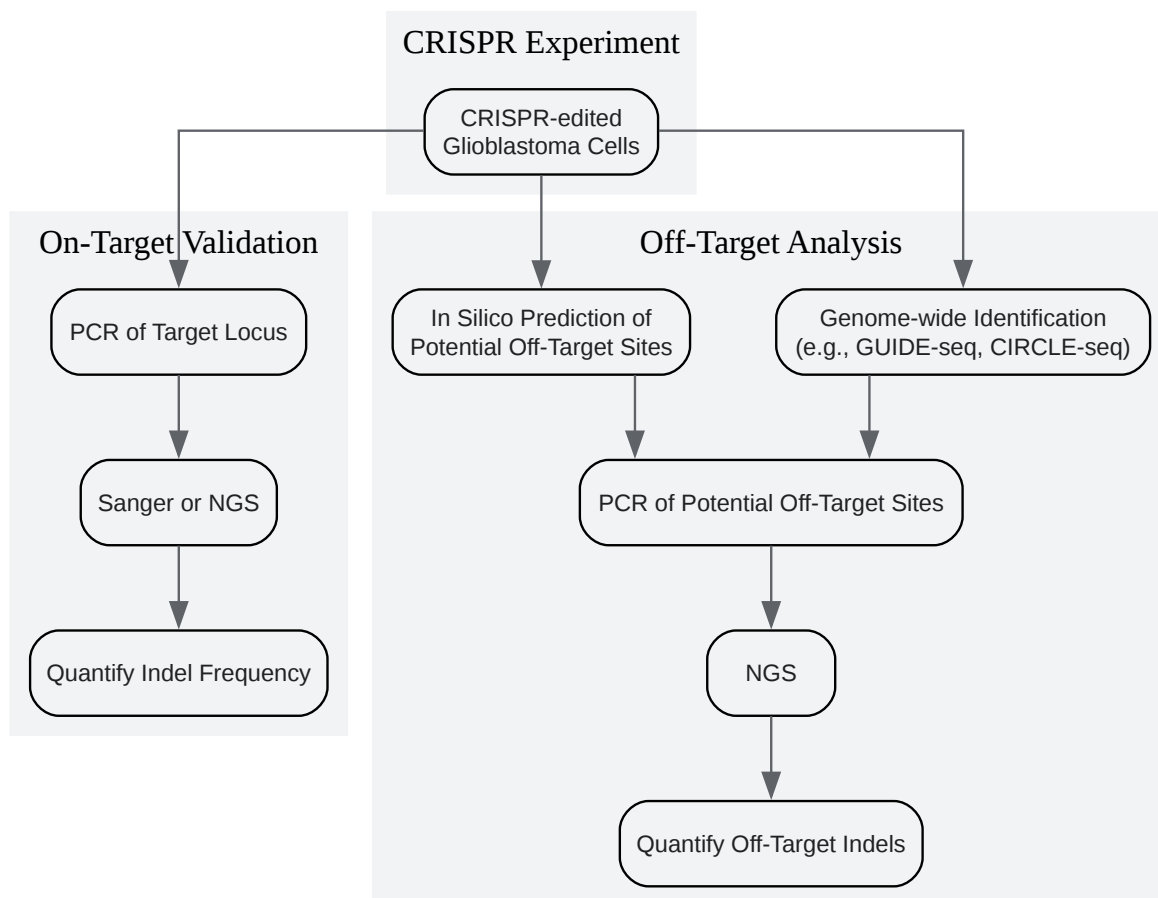 CRISPR Experiment
CRISPR-edited
Glioblastoma Cells
On-Target Validation
PCR of Target Locus
Sanger or NGS
Quantify Indel Frequency
Off-Target Analysis
In Silico Prediction of
Potential Off-Target Sites
Genome-wide Identification
(e.g., GUIDE-seq, CIRCLE-seq)
PCR of Potential Off-Target Sites
NGS
Quantify Off-Target Indels